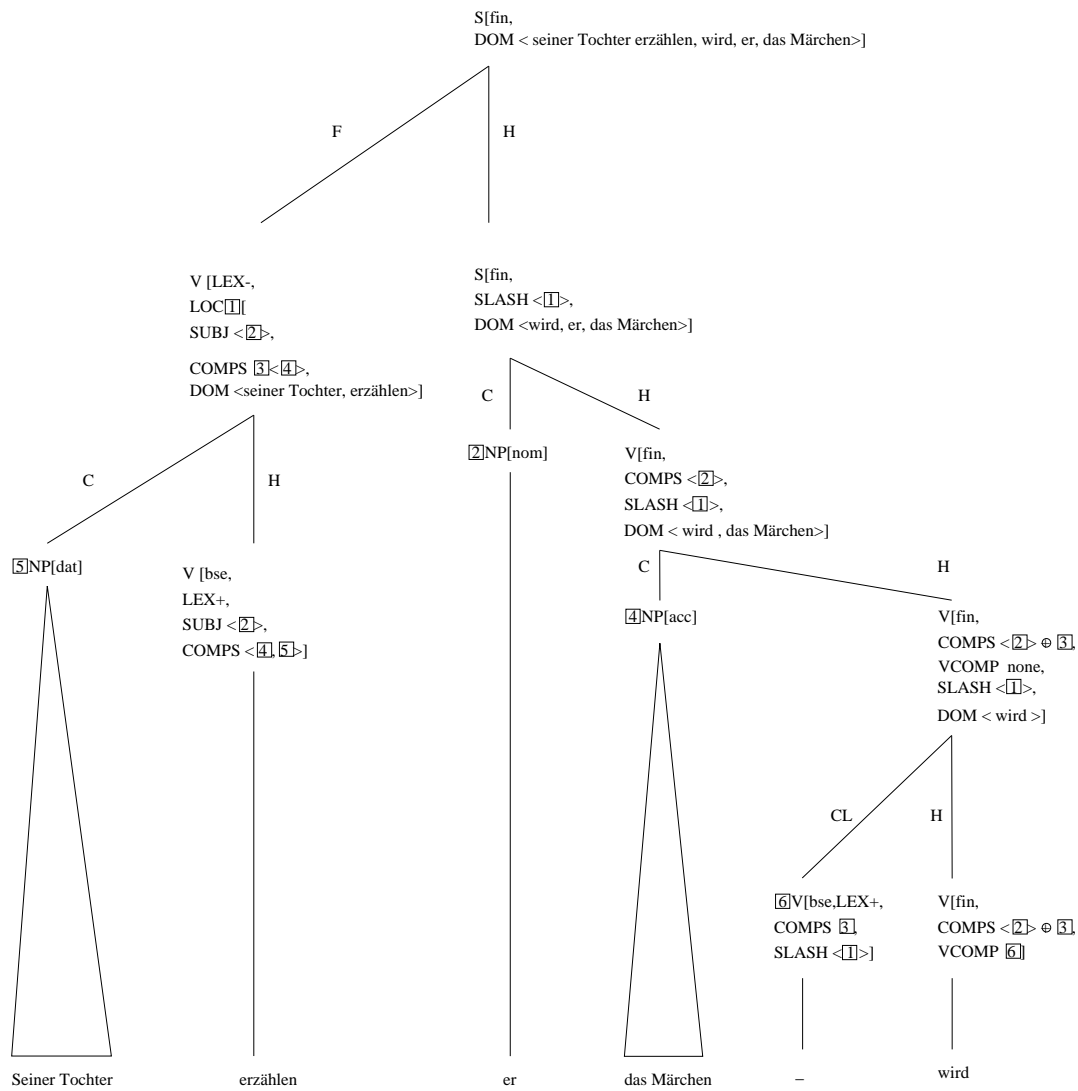 S[fin,
DOM < seiner Tochter erzählen, wird, er, das Märchen>]
F
H
V [LEX-,
LOC1[
SUBJ <2>,
COMPS 3<4>,
DOM <seiner Tochter, erzählen>]
S[fin,
SLASH <1>,
DOM <wird, er, das Märchen>]
C
H
C
H
5NP[dat]
V [bse,
LEX+,
SUBJ <2>,
COMPS <4, 5>]
2NP[nom]
V[fin,
COMPS <2>,
SLASH <1>,
DOM < wird , das Märchen>]
C
H
4NP[acc]
V[fin,
COMPS <2> ⊕ 3,
VCOMP none,
SLASH <1>,
DOM < wird >]
CL
H
6V[bse,LEX+,
COMPS 3,
SLASH <1>]
V[fin,
COMPS <2> ⊕ 3,
VCOMP 6]
Seiner Tochter
erzählen
er
das Märchen
–
wird